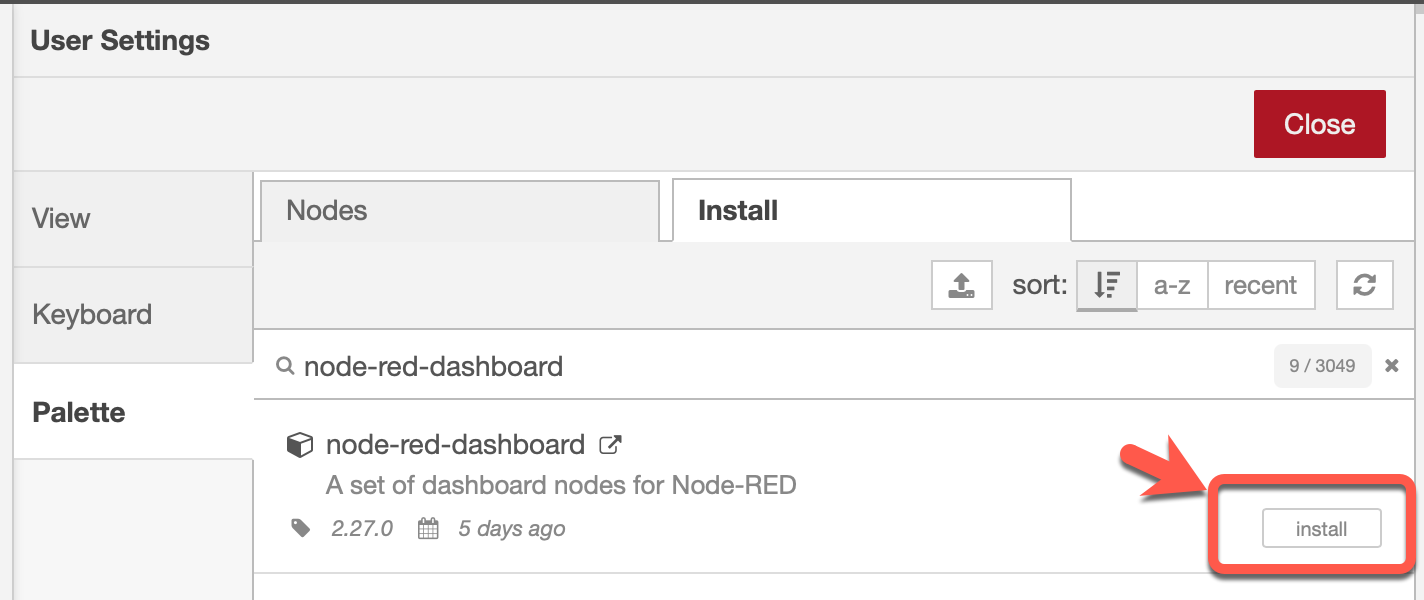 User Settings
Close
View
Nodes
Install
sort: a-z recent
Keyboard
node-red-dashboard 9 / 3049
Palette
node-red-dashboard
A set of dashboard nodes for Node-RED
2.27.0 5 days ago
install